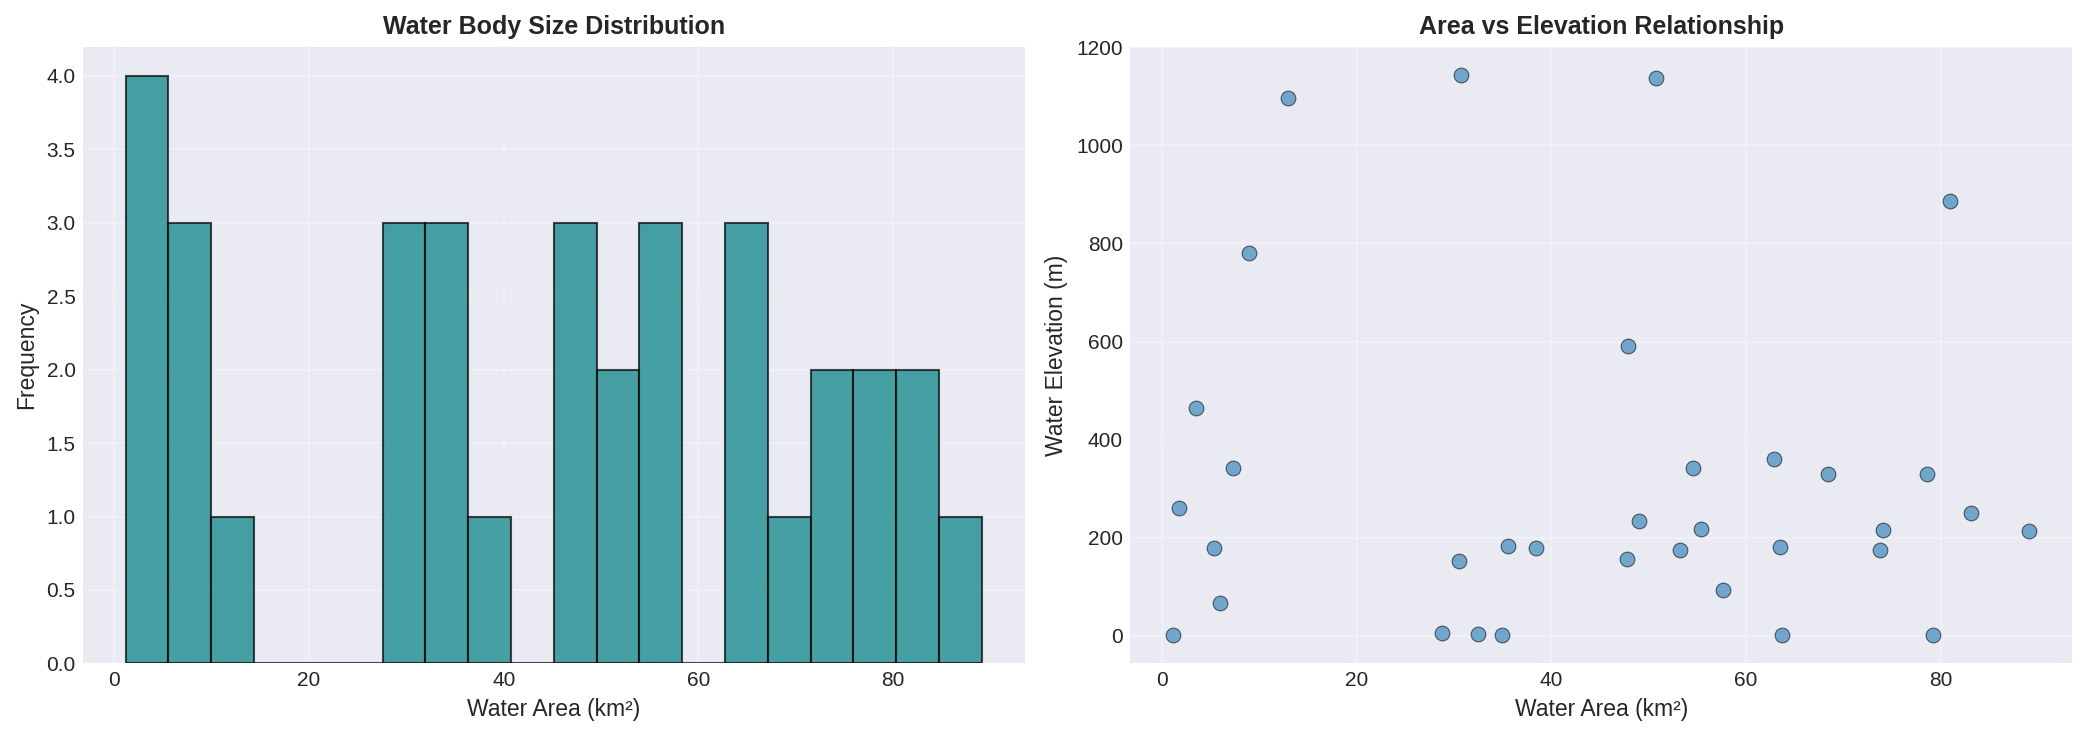 Water Body Size Distribution
4.0
3.5
3.0
2.5
2.0
1.5
1.0
0.5
0.0
Frequency
0 20 40 60 80
Water Area (km²)
Area vs Elevation Relationship
1200
1000
800
600
400
200
0
Water Elevation (m)
0 20 40 60 80
Water Area (km²)